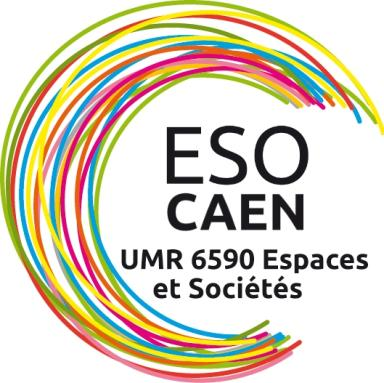 ESO
CAEN
UMR 6590 Espaces
et Sociétés